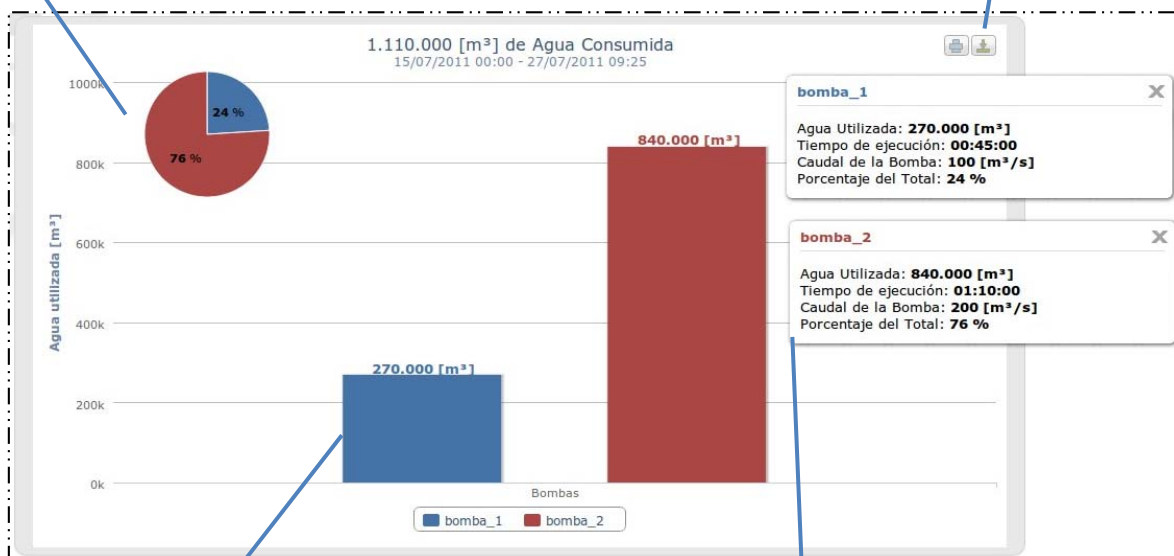 1.110.000 [m³] de Agua Consumida
15/07/2011 00:00 - 27/07/2011 09:25
Agua utilizada [m³]
1000k
800k
600k
400k
200k
0k
24 %
76 %
270.000 [m³]
840.000 [m³]
Bombas
bomba_1
bomba_2
bomba_1
Agua Utilizada: 270.000 [m³]
Tiempo de ejecución: 00:45:00
Caudal de la Bomba: 100 [m³/s]
Porcentaje del Total: 24 %
bomba_2
Agua Utilizada: 840.000 [m³]
Tiempo de ejecución: 01:10:00
Caudal de la Bomba: 200 [m³/s]
Porcentaje del Total: 76 %